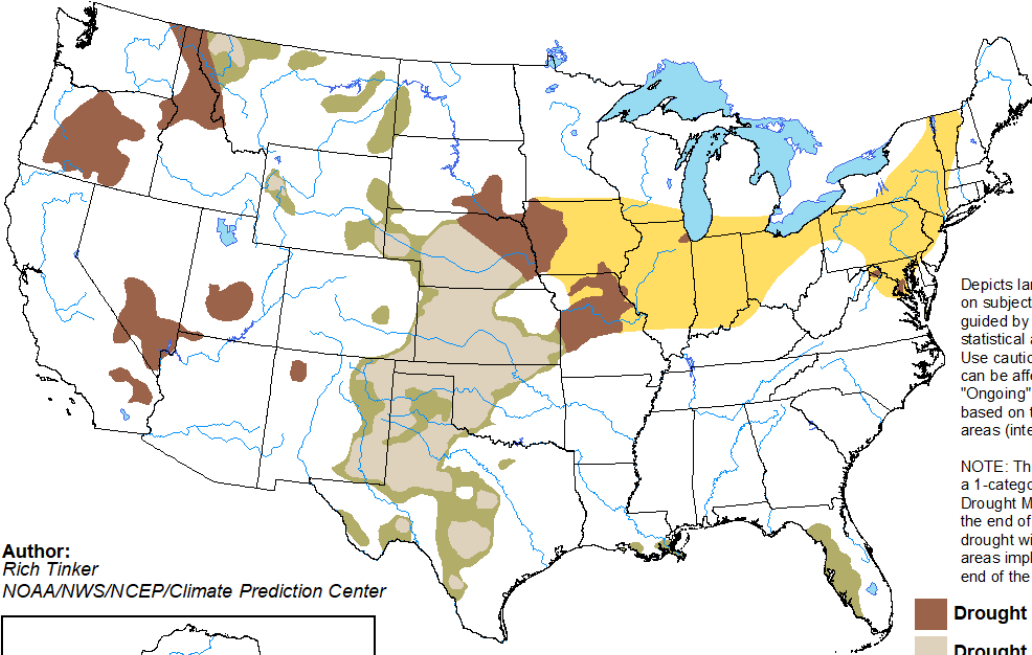 Depicts lar
on subject
guided by
statistical a
Use cautio
can be affe
"Ongoing"
based on t
areas (inte
NOTE: Th
a 1-catego
Drought M
the end of
drought wi
areas impl
end of the
Author:
Rich Tinker
NOAA/NWS/NCEP/Climate Prediction Center
Drought
Drought